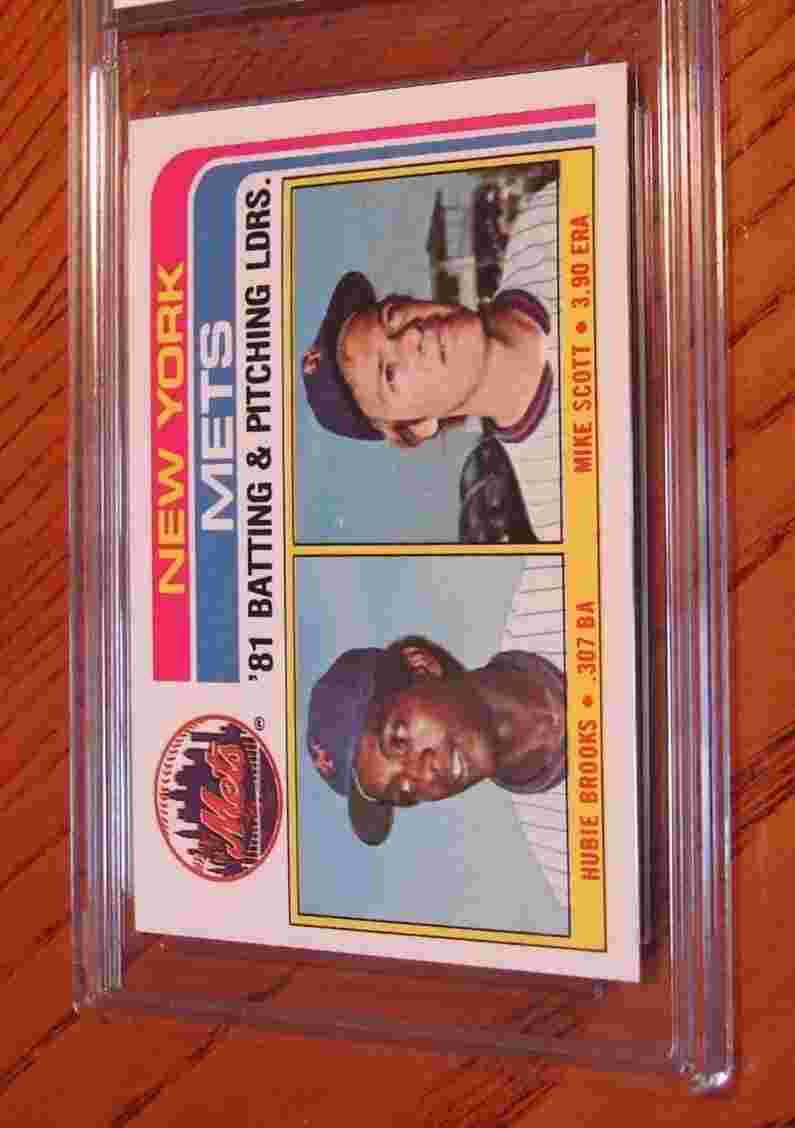 NEW YORK
METS
'81 BATTING & PITCHING LDRS.
Mets
©
HUBIE BROOKS • .307 BA
MIKE SCOTT • 3.90 ERA